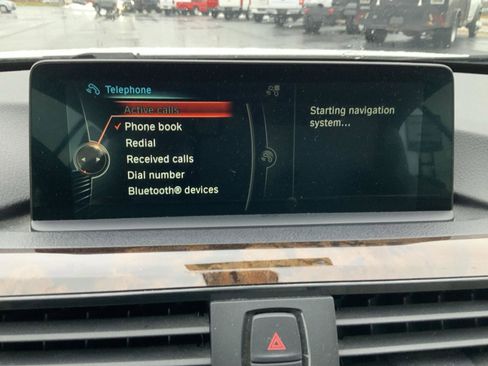 Telephone
Active calls
Phone book
Redial
Received calls
Dial number
Bluetooth® devices
Starting navigation
system...